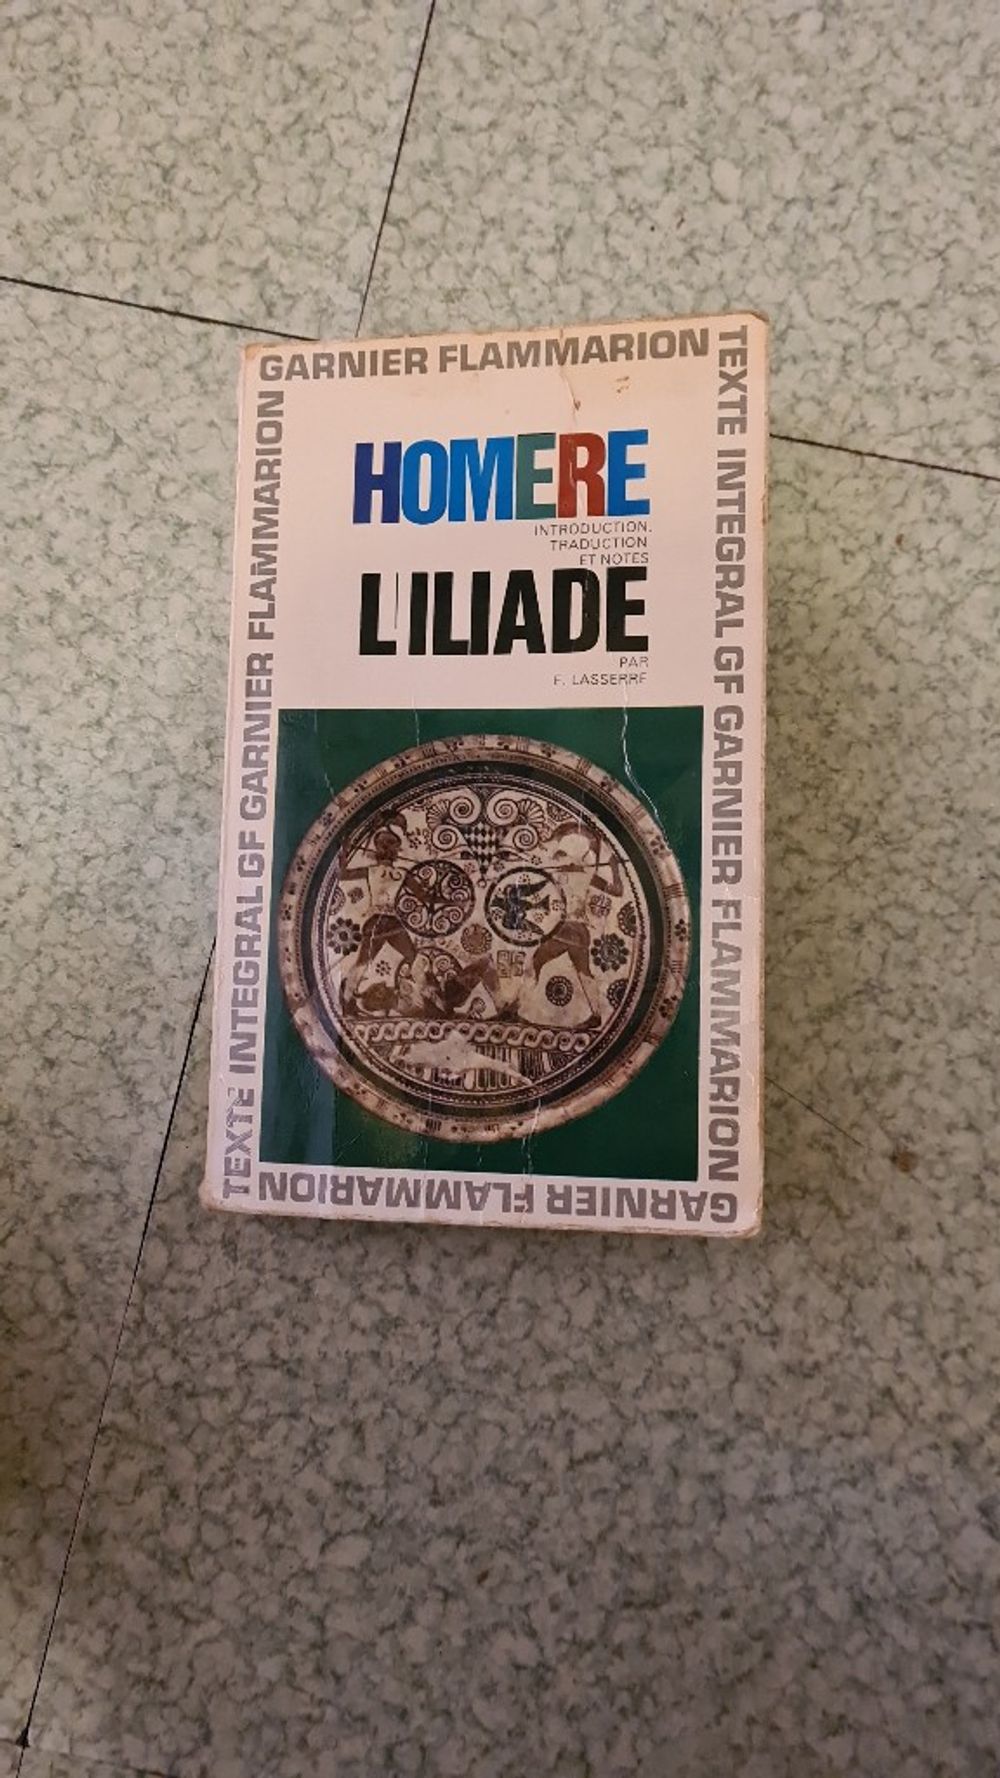 GARNIER FLAMMARION
TEXTE INTEGRAL GF GARNIER FLAMMARION
HOMERE
INTRODUCTION,
TRADUCTION
ET NOTES
L'ILIADE
PAR
F. LASSERRE
GARNIER FLAMMARION
TEXTE INTEGRAL GF GARNIER FLAMMARION